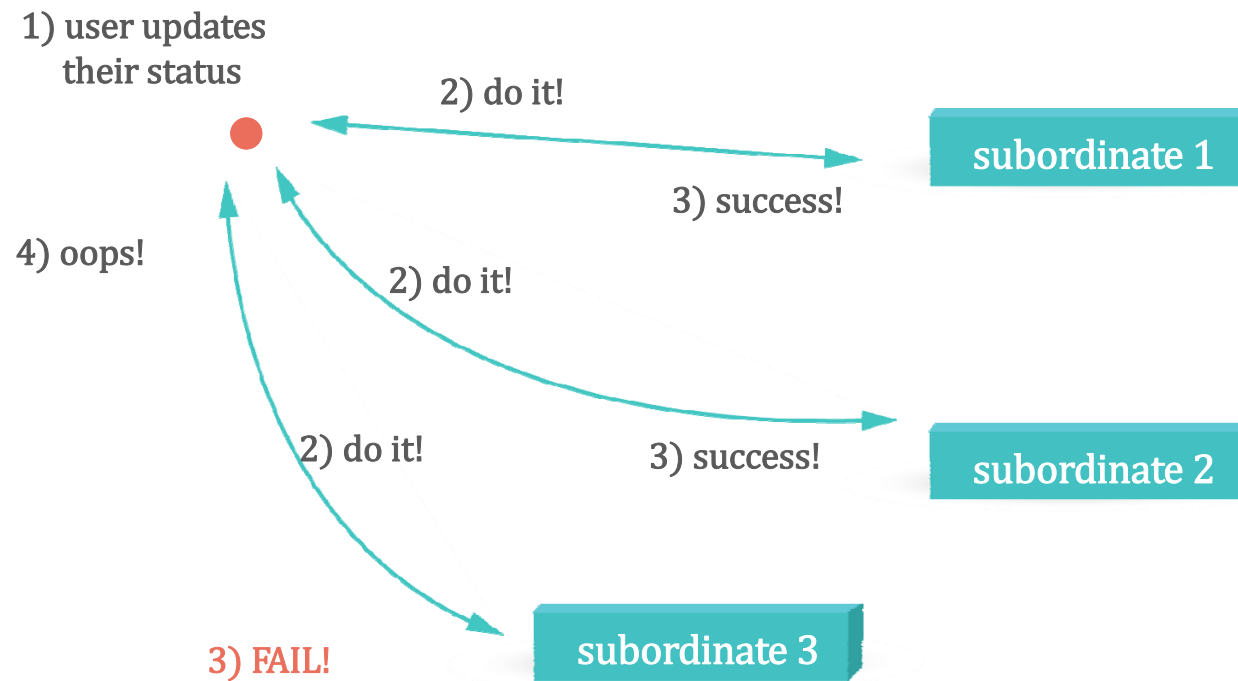 1) user updates
their status
2) do it!
subordinate 1
3) success!
4) oops!
2) do it!
2) do it!
3) success!
subordinate 2
3) FAIL!
subordinate 3